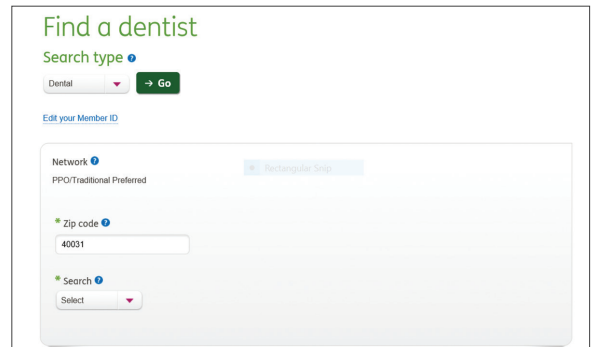 Find a dentist
Search type ?
Dental
→ Go
Edit your Member ID
Network ?
Rectangular Snip
PPO/Traditional Preferred
* Zip code ?
40031
* Search ?
Select